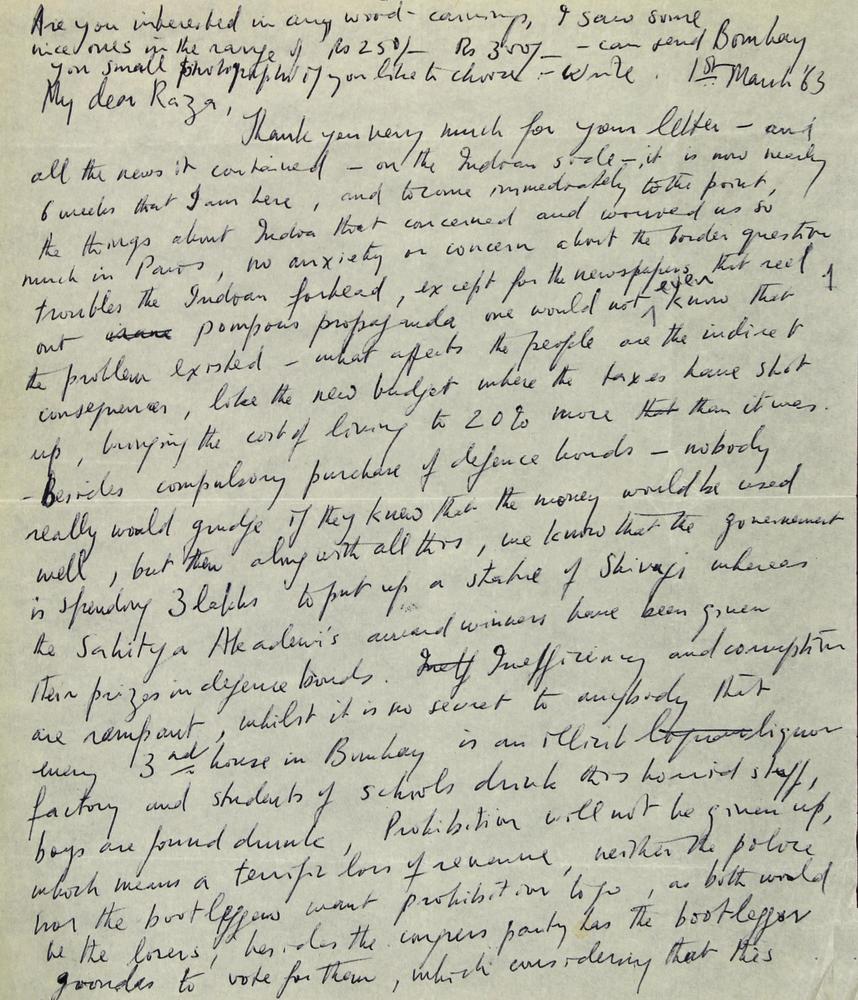 Are you interested in any wood-carvings, I saw some
nice ones in the range of Rs 250/- Rs 300/- - can send
you small photographs if you like to choose - Write.
Bombay
1st March '63
My dear Raza,
Thank you very much for your letter - and
all the news it contained - on the Indian side -, it is now nearly
6 weeks that I am here, and to come immediately to the point,
the things about India that concerned and worried us so
much in Paris, no anxiety or concern about the border question
troubles the Indian forhead, except for the newspapers that reel
out pompous propaganda one would not even know that
the problem existed - what affects the people are the indirect
consequences, like the new budget where the taxes have shot
up, bringing the cost of living to 20% more that than it was.
- Besides compulsory purchase of defence bonds - nobody
really would grudge if they knew that the money would be used
well, but then along with all this, we know that the government
is spending 3 lakhs to put up a statue of Shivaji whereas
the Sahitya Akademi's award winners have been given
their prizes in defence bonds. Ineff Inefficiency and corruption
are rampant, whilst it is no secret to anybody that
every 3rd house in Bombay is an illicit liquor
factory and students of schools drink this horrid stuff,
boys are found drunk, Prohibition will not be given up,
which means a terrific loss of revenue, neither the police
nor the bootleggers want prohibition to go, as both would
be the losers, besides the congress party has the bootlegger
goondas to vote for them, which considering that this